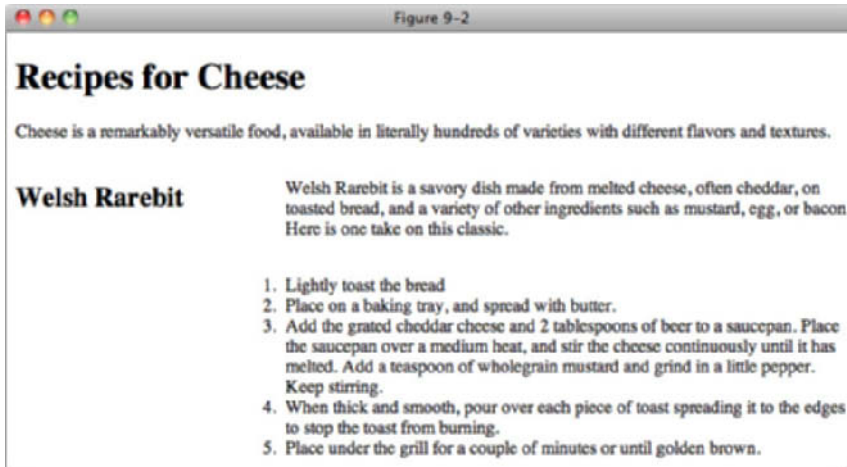 Figure 9-2
Recipes for Cheese
Cheese is a remarkably versatile food, available in literally hundreds of varieties with different flavors and textures.
Welsh Rarebit
Welsh Rarebit is a savory dish made from melted cheese, often cheddar, on
toasted bread, and a variety of other ingredients such as mustard, egg, or bacon
Here is one take on this classic.
1. Lightly toast the bread
2. Place on a baking tray, and spread with butter.
3. Add the grated cheddar cheese and 2 tablespoons of beer to a saucepan. Place
the saucepan over a medium heat, and stir the cheese continuously until it has
melted. Add a teaspoon of wholegrain mustard and grind in a little pepper.
Keep stirring.
4. When thick and smooth, pour over each piece of toast spreading it to the edges
to stop the toast from burning.
5. Place under the grill for a couple of minutes or until golden brown.